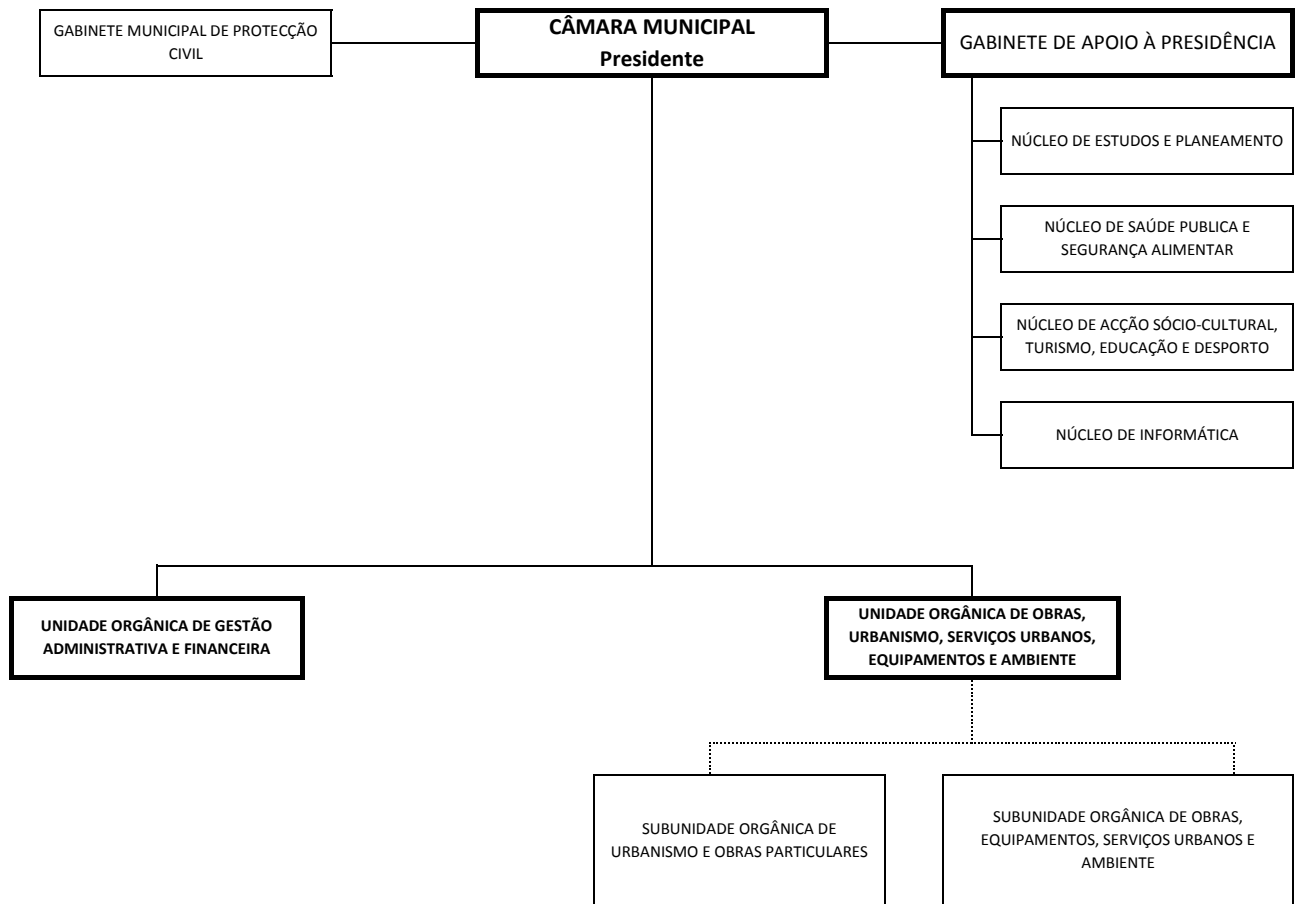 GABINETE MUNICIPAL DE PROTECÇÃO
CIVIL
CÂMARA MUNICIPAL
Presidente
GABINETE DE APOIO À PRESIDÊNCIA
NÚCLEO DE ESTUDOS E PLANEAMENTO
NÚCLEO DE SAÚDE PUBLICA E
SEGURANÇA ALIMENTAR
NÚCLEO DE ACÇÃO SÓCIO-CULTURAL,
TURISMO, EDUCAÇÃO E DESPORTO
NÚCLEO DE INFORMÁTICA
UNIDADE ORGÂNICA DE GESTÃO
ADMINISTRATIVA E FINANCEIRA
UNIDADE ORGÂNICA DE OBRAS,
URBANISMO, SERVIÇOS URBANOS,
EQUIPAMENTOS E AMBIENTE
SUBUNIDADE ORGÂNICA DE
URBANISMO E OBRAS PARTICULARES
SUBUNIDADE ORGÂNICA DE OBRAS,
EQUIPAMENTOS, SERVIÇOS URBANOS E
AMBIENTE